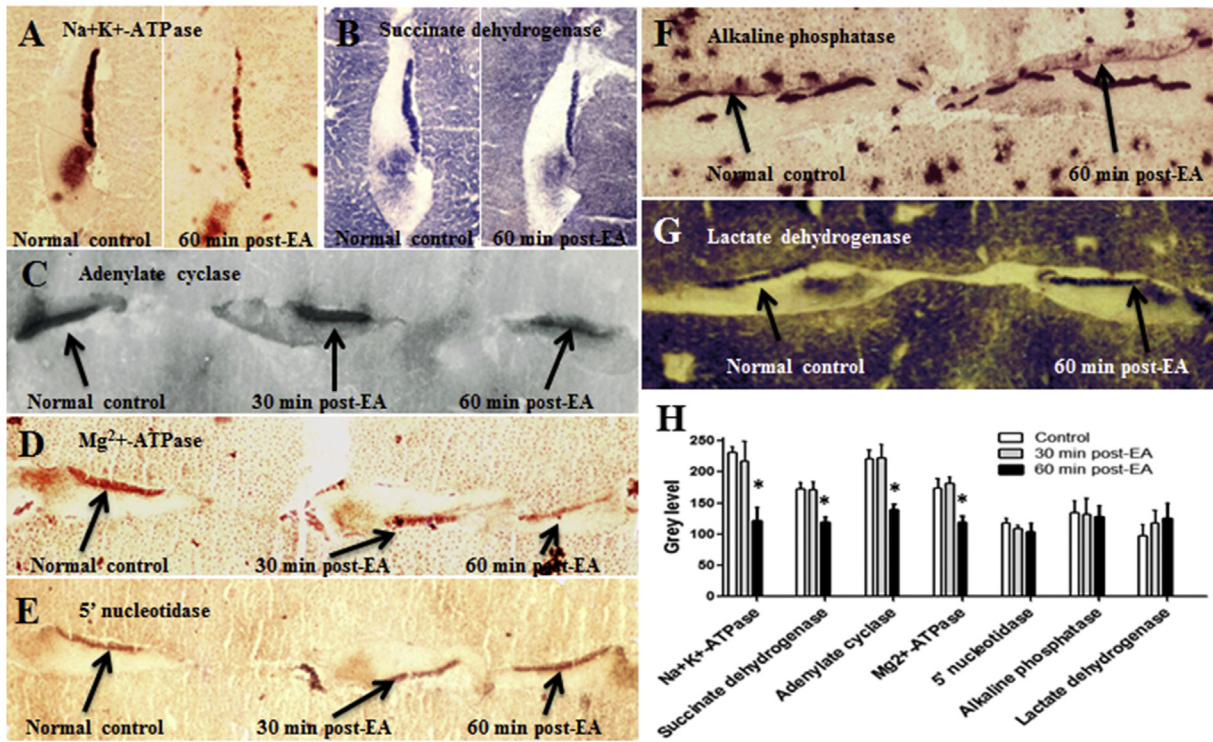 A
Na+K+-ATPase
Normal control
60 min post-EA
B
Succinate dehydrogenase
Normal control
60 min post-EA
C
Adenylate cyclase
Normal control
30 min post-EA
60 min post-EA
D
Mg²+-ATPase
Normal control
30 min post-EA
60 min post-EA
E
5' nucleotidase
Normal control
30 min post-EA
60 min post-EA
F
Alkaline phosphatase
Normal control
60 min post-EA
G
Lactate dehydrogenase
Normal control
60 min post-EA
H
Control
30 min post-EA
60 min post-EA
Grey level
250
200
150
100
50
0
*
*
*
*
Na+K+-ATPase
Succinate dehydrogenase
Adenylate cyclase
Mg2+-ATPase
5' nucleotidase
Alkaline phosphatase
Lactate dehydrogenase